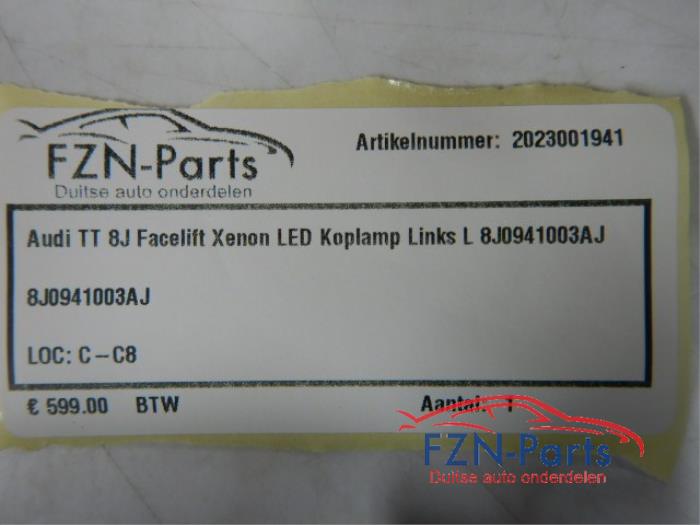 FZN-Parts
Duitse auto onderdelen
Artikelnummer: 2023001941
Audi TT 8J Facelift Xenon LED Koplamp Links L 8J0941003AJ
8J0941003AJ
LOC: C-C8
€ 599.00 BTW
Aantal: 1
FZN-Parts
Duitse auto onderdelen